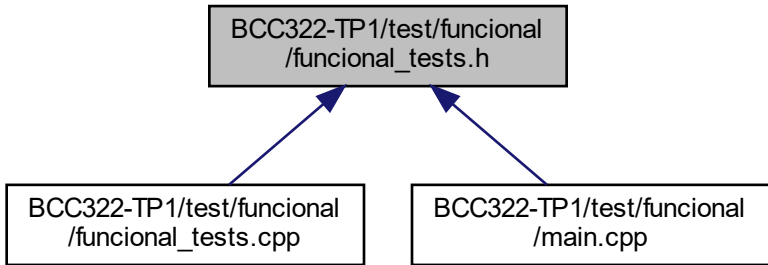 BCC322-TP1/test/funcional
/funcional_tests.h
BCC322-TP1/test/funcional
/funcional_tests.cpp
BCC322-TP1/test/funcional
/main.cpp